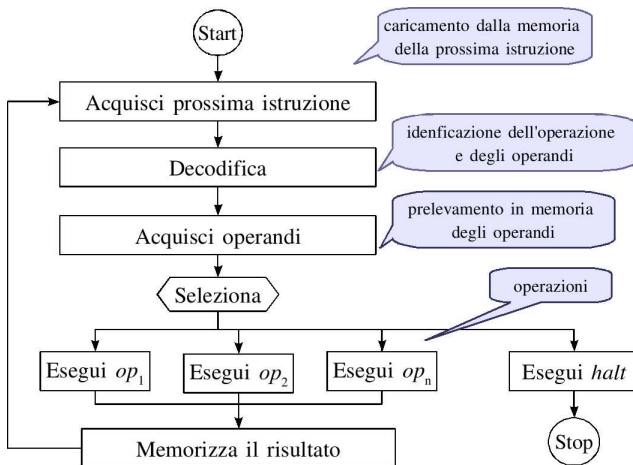 Start
caricamento dalla memoria
della prossima istruzione
Acquisci prossima istruzione
idenficazione dell'operazione
e degli operandi
Decodifica
prelevamento in memoria
degli operandi
Acquisci operandi
operazioni
Seleziona
Esegui op1
Esegui op2
Esegui opn
Esegui halt
Memorizza il risultato
Stop